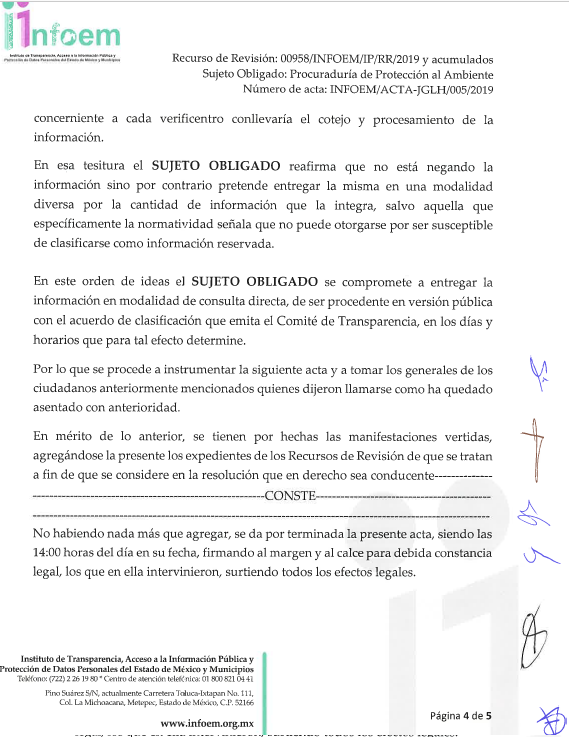 infoem
Instituto de Transparencia, Acceso a la Información Pública y
Protección de Datos Personales del Estado de México y Municipios
Recurso de Revisión: 00958/INFOEM/IP/RR/2019 y acumulados
Sujeto Obligado: Procuraduría de Protección al Ambiente
Número de acta: INFOEM/ACTA-JGLH/005/2019
concerniente a cada verificentro conllevaría el cotejo y procesamiento de la
información.
En esa tesitura el SUJETO OBLIGADO reafirma que no está negando la
información sino por contrario pretende entregar la misma en una modalidad
diversa por la cantidad de información que la integra, salvo aquella que
específicamente la normatividad señala que no puede otorgarse por ser susceptible
de clasificarse como información reservada.
En este orden de ideas el SUJETO OBLIGADO se compromete a entregar la
información en modalidad de consulta directa, de ser procedente en versión pública
con el acuerdo de clasificación que emita el Comité de Transparencia, en los días y
horarios que para tal efecto determine.
Por lo que se procede a instrumentar la siguiente acta y a tomar los generales de los
ciudadanos anteriormente mencionados quienes dijeron llamarse como ha quedado
asentado con anterioridad.
En mérito de lo anterior, se tienen por hechas las manifestaciones vertidas,
agregándose la presente los expedientes de los Recursos de Revisión de que se tratan
a fin de que se considere en la resolución que en derecho sea conducente--------------
--------------------------------------------------------CONSTE------------------------------------------
---------------------------------------------------------------------------------------------------------------
No habiendo nada más que agregar, se da por terminada la presente acta, siendo las
14:00 horas del día en su fecha, firmando al margen y al calce para debida constancia
legal, los que en ella intervinieron, surtiendo todos los efectos legales.
Instituto de Transparencia, Acceso a la Información Pública y
Protección de Datos Personales del Estado de México y Municipios
Teléfono: (722) 2 26 19 80 * Centro de atención telefónica: 01 800 821 04 41
Pino Suárez S/N, actualmente Carretera Toluca-Ixtapan No. 111,
Col. La Michoacana, Metepec, Estado de México, C.P. 52166
www.infoem.org.mx
Página 4 de 5